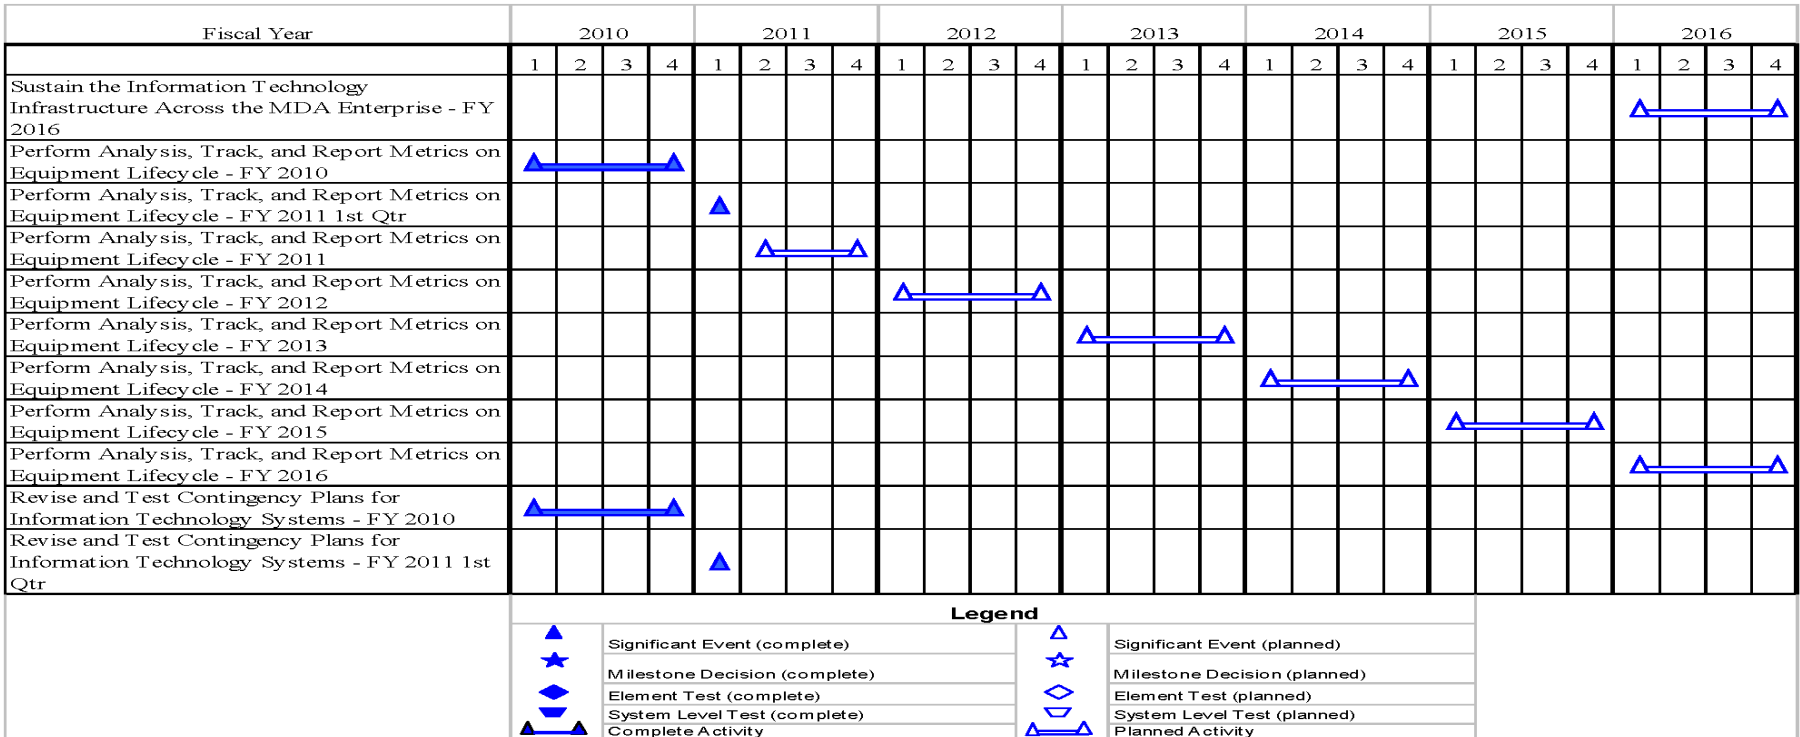 Fiscal Year 2010 2011 2012 2013 2014 2015 2016
1 2 3 4 1 2 3 4 1 2 3 4 1 2 3 4 1 2 3 4 1 2 3 4 1 2 3 4
Sustain the Information Technology
Infrastructure Across the MDA Enterprise - FY
2016
Perform Analysis, Track, and Report Metrics on
Equipment Lifecycle - FY 2010
Perform Analysis, Track, and Report Metrics on
Equipment Lifecycle - FY 2011 1st Qtr
Perform Analysis, Track, and Report Metrics on
Equipment Lifecycle - FY 2011
Perform Analysis, Track, and Report Metrics on
Equipment Lifecycle - FY 2012
Perform Analysis, Track, and Report Metrics on
Equipment Lifecycle - FY 2013
Perform Analysis, Track, and Report Metrics on
Equipment Lifecycle - FY 2014
Perform Analysis, Track, and Report Metrics on
Equipment Lifecycle - FY 2015
Perform Analysis, Track, and Report Metrics on
Equipment Lifecycle - FY 2016
Revise and Test Contingency Plans for
Information Technology Systems - FY 2010
Revise and Test Contingency Plans for
Information Technology Systems - FY 2011 1st
Qtr
Legend
Significant Event (complete) Significant Event (planned)
Milestone Decision (complete) Milestone Decision (planned)
Element Test (complete) Element Test (planned)
System Level Test (complete) System Level Test (planned)
Complete Activity Planned Activity